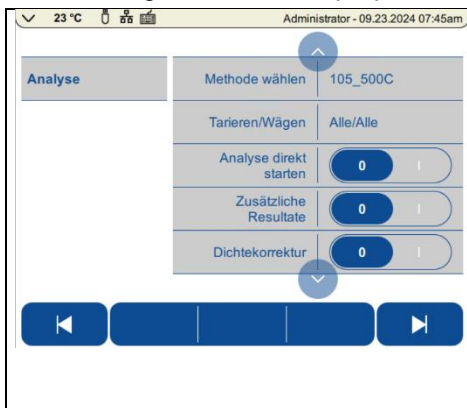 23 °C
Administrator - 09.23.2024 07:45am
Analyse
Methode wählen
105_500C
Tarieren/Wägen
Alle/Alle
Analyse direkt
starten
0
I
Zusätzliche
Resultate
0
I
Dichtekorrektur
0
I